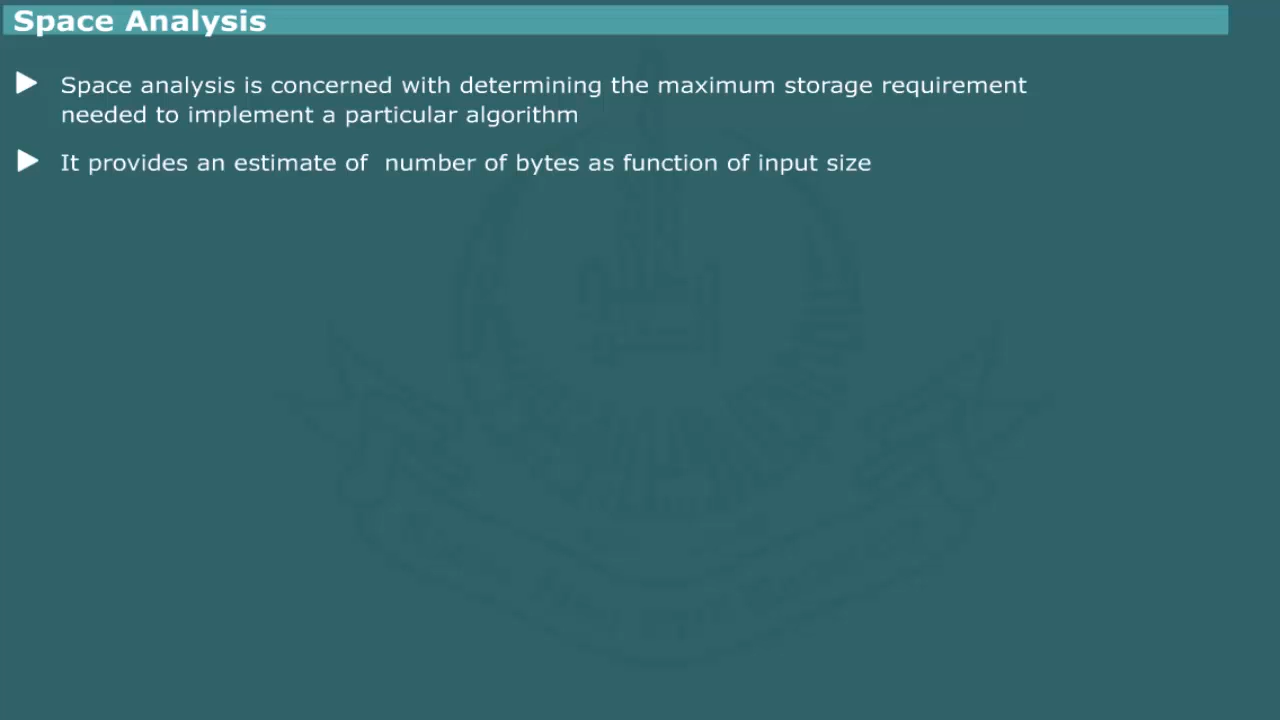 Space Analysis
Space analysis is concerned with determining the maximum storage requirement
needed to implement a particular algorithm
It provides an estimate of number of bytes as function of input size